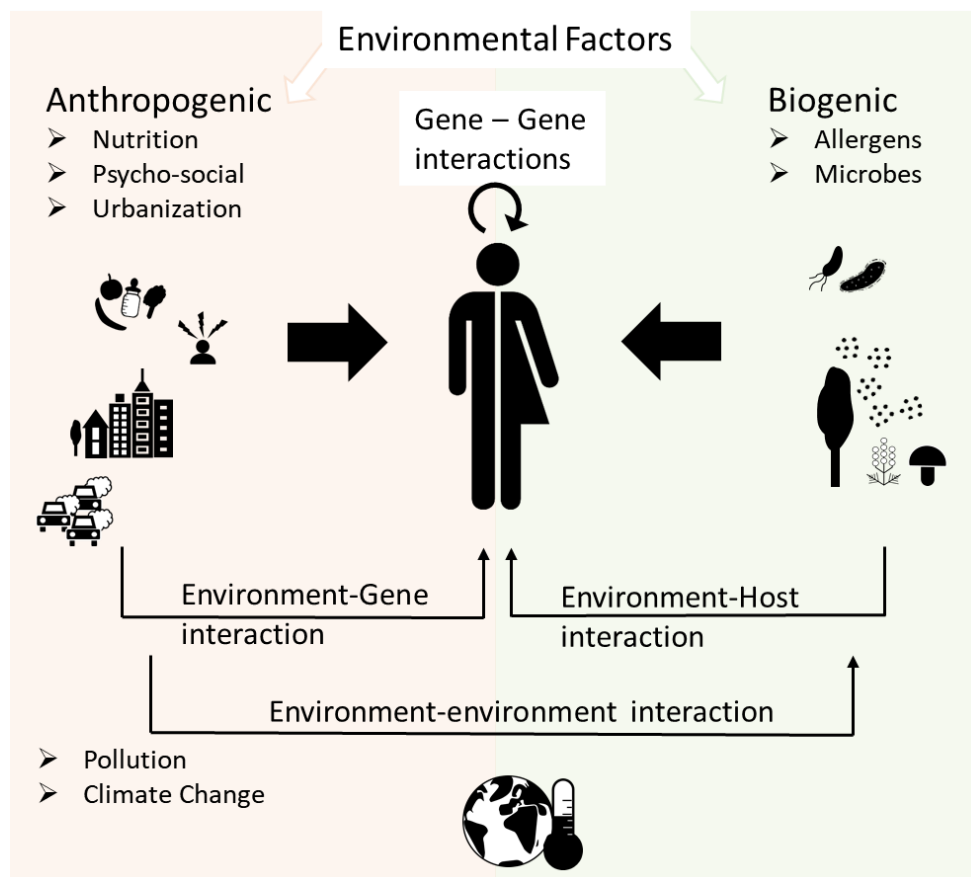 Environmental Factors
Anthropogenic
➢ Nutrition
➢ Psycho-social
➢ Urbanization
Gene – Gene
interactions
Biogenic
➢ Allergens
➢ Microbes
Environment-Gene
interaction
Environment-Host
interaction
Environment-environment interaction
➢ Pollution
➢ Climate Change